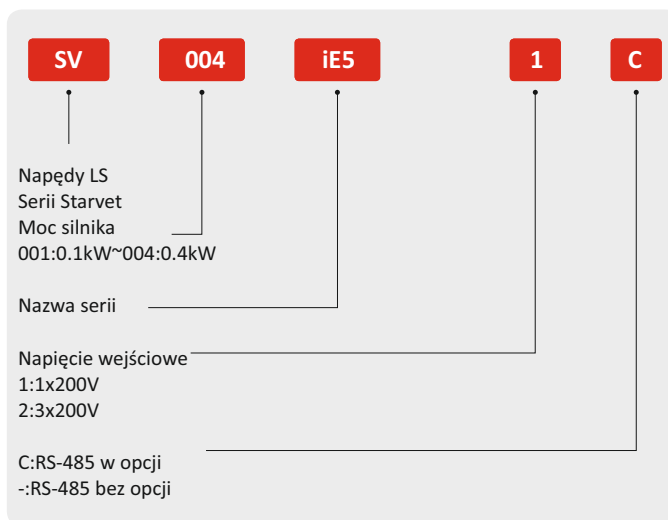 SV 004 iE5 1 C
Napędy LS
Serii Starvet
Moc silnika
001:0.1kW~004:0.4kW
Nazwa serii
Napięcie wejściowe
1:1x200V
2:3x200V
C:RS-485 w opcji
-:RS-485 bez opcji